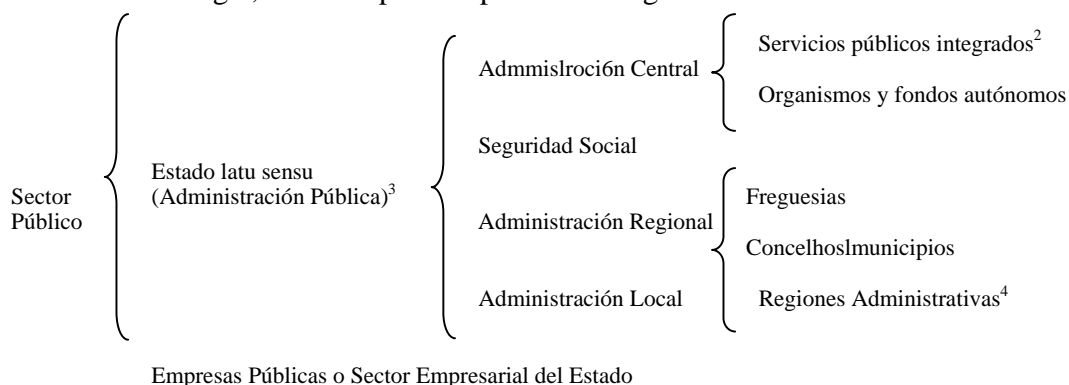 Sector
Público
Estado latu sensu
(Administración Pública)³
Admmislroci6n Central
Servicios públicos integrados²
Organismos y fondos autónomos
Seguridad Social
Administración Regional
Freguesias
Concelhoslmunicipios
Regiones Administrativas⁴
Administración Local
Empresas Públicas o Sector Empresarial del Estado